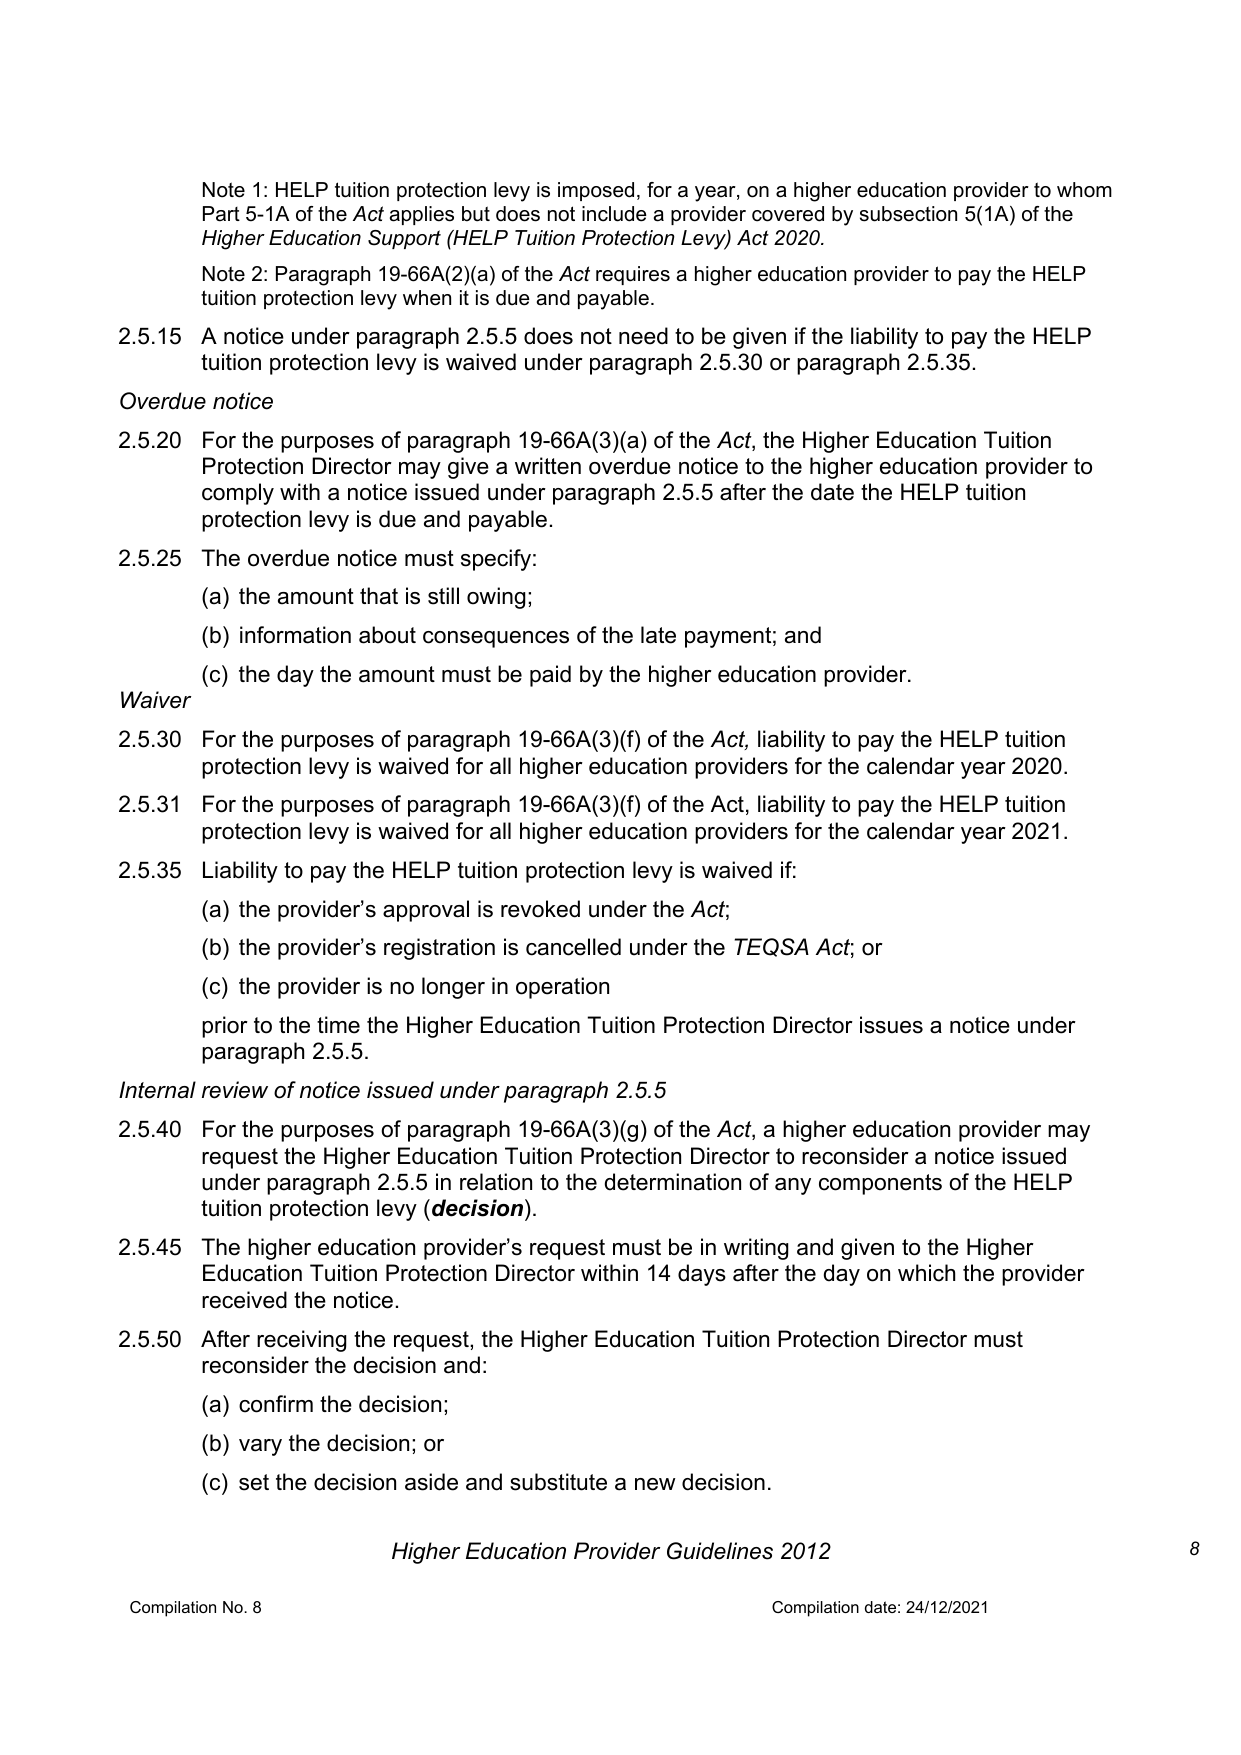 Note 1: HELP tuition protection levy is imposed, for a year, on a higher education provider to whom
Part 5-1A of the Act applies but does not include a provider covered by subsection 5(1A) of the
Higher Education Support (HELP Tuition Protection Levy) Act 2020.
Note 2: Paragraph 19-66A(2)(a) of the Act requires a higher education provider to pay the HELP
tuition protection levy when it is due and payable.
2.5.15 A notice under paragraph 2.5.5 does not need to be given if the liability to pay the HELP
tuition protection levy is waived under paragraph 2.5.30 or paragraph 2.5.35.
Overdue notice
2.5.20 For the purposes of paragraph 19-66A(3)(a) of the Act, the Higher Education Tuition
Protection Director may give a written overdue notice to the higher education provider to
comply with a notice issued under paragraph 2.5.5 after the date the HELP tuition
protection levy is due and payable.
2.5.25 The overdue notice must specify:
(a) the amount that is still owing;
(b) information about consequences of the late payment; and
(c) the day the amount must be paid by the higher education provider.
Waiver
2.5.30 For the purposes of paragraph 19-66A(3)(f) of the Act, liability to pay the HELP tuition
protection levy is waived for all higher education providers for the calendar year 2020.
2.5.31 For the purposes of paragraph 19-66A(3)(f) of the Act, liability to pay the HELP tuition
protection levy is waived for all higher education providers for the calendar year 2021.
2.5.35 Liability to pay the HELP tuition protection levy is waived if:
(a) the provider’s approval is revoked under the Act;
(b) the provider’s registration is cancelled under the TEQSA Act; or
(c) the provider is no longer in operation
prior to the time the Higher Education Tuition Protection Director issues a notice under
paragraph 2.5.5.
Internal review of notice issued under paragraph 2.5.5
2.5.40 For the purposes of paragraph 19-66A(3)(g) of the Act, a higher education provider may
request the Higher Education Tuition Protection Director to reconsider a notice issued
under paragraph 2.5.5 in relation to the determination of any components of the HELP
tuition protection levy (decision).
2.5.45 The higher education provider’s request must be in writing and given to the Higher
Education Tuition Protection Director within 14 days after the day on which the provider
received the notice.
2.5.50 After receiving the request, the Higher Education Tuition Protection Director must
reconsider the decision and:
(a) confirm the decision;
(b) vary the decision; or
(c) set the decision aside and substitute a new decision.
Higher Education Provider Guidelines 2012 8
Compilation No. 8 Compilation date: 24/12/2021